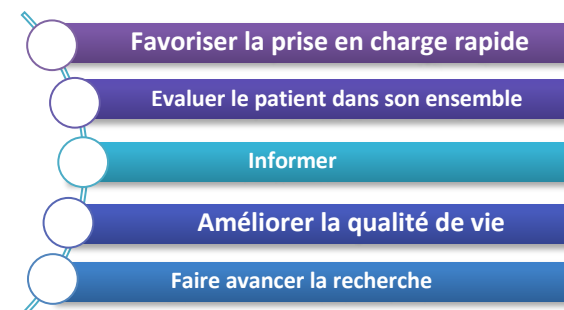 Favoriser la prise en charge rapide
Evaluer le patient dans son ensemble
Informer
Améliorer la qualité de vie
Faire avancer la recherche